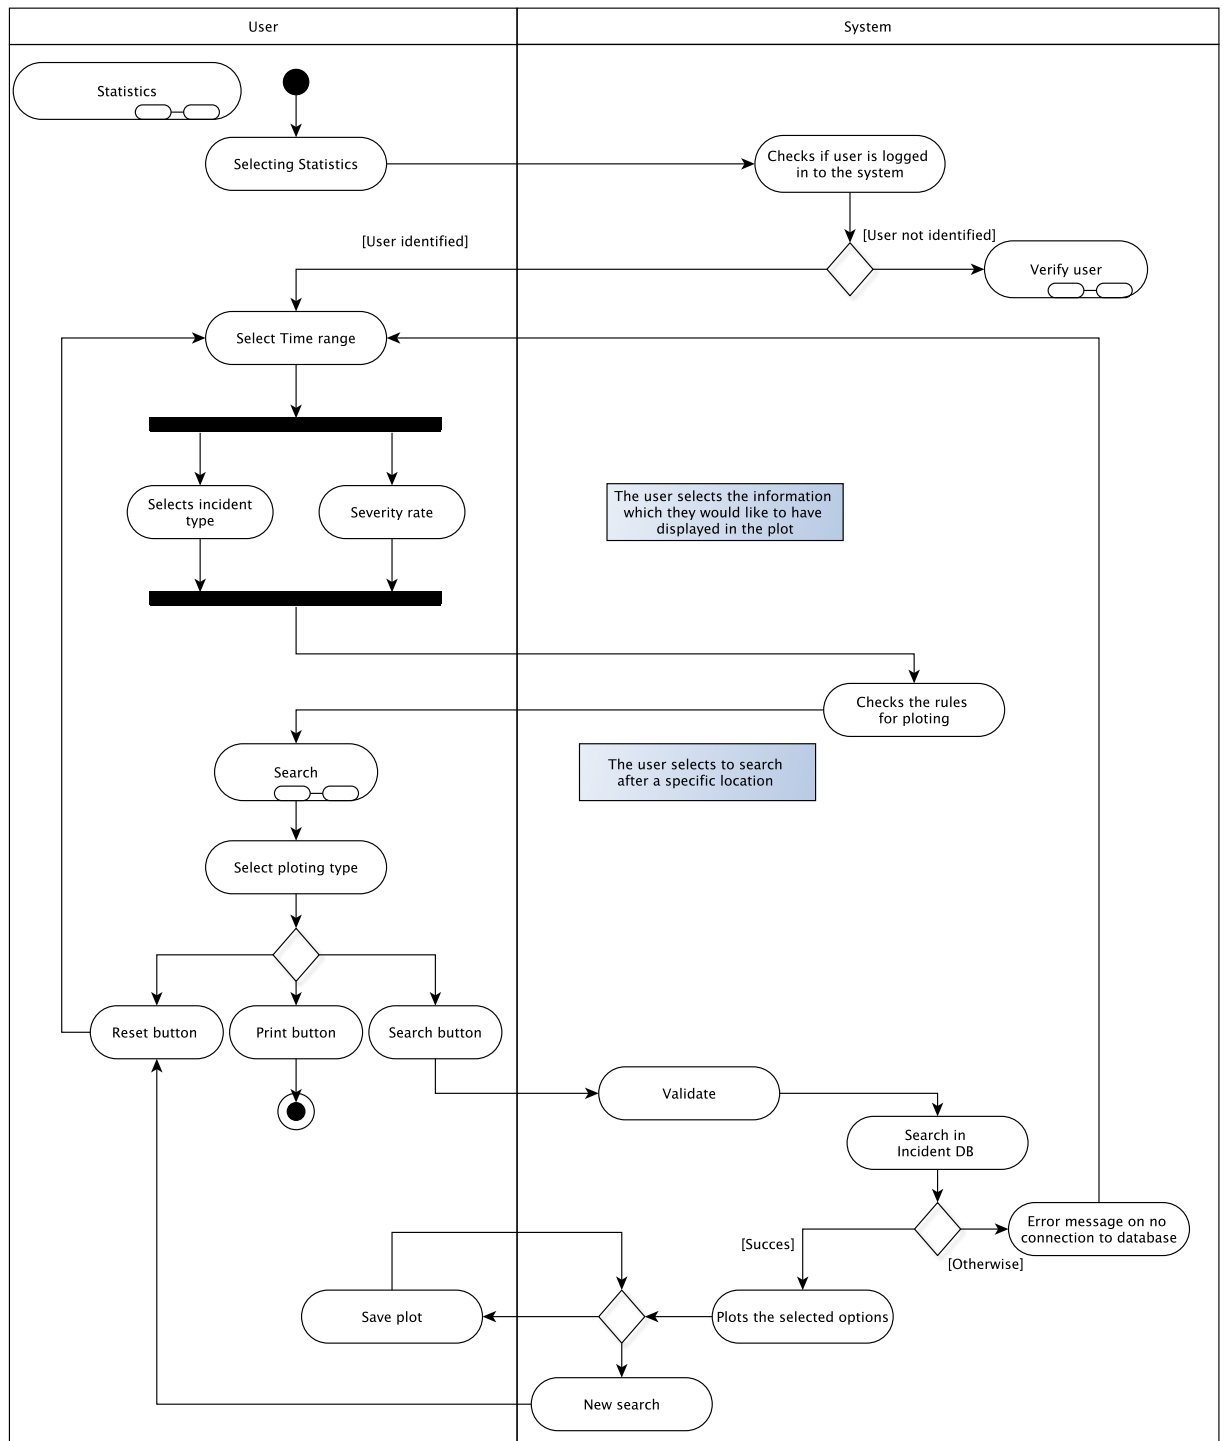 User
System
Statistics
Selecting Statistics
Checks if user is logged
in to the system
[User identified]
[User not identified]
Verify user
Select Time range
Selects incident
type
Severity rate
The user selects the information
which they would like to have
displayed in the plot
Checks the rules
for ploting
Search
The user selects to search
after a specific location
Select ploting type
Reset button
Print button
Search button
Validate
Search in
Incident DB
Error message on no
connection to database
[Succes]
[Otherwise]
Save plot
Plots the selected options
New search